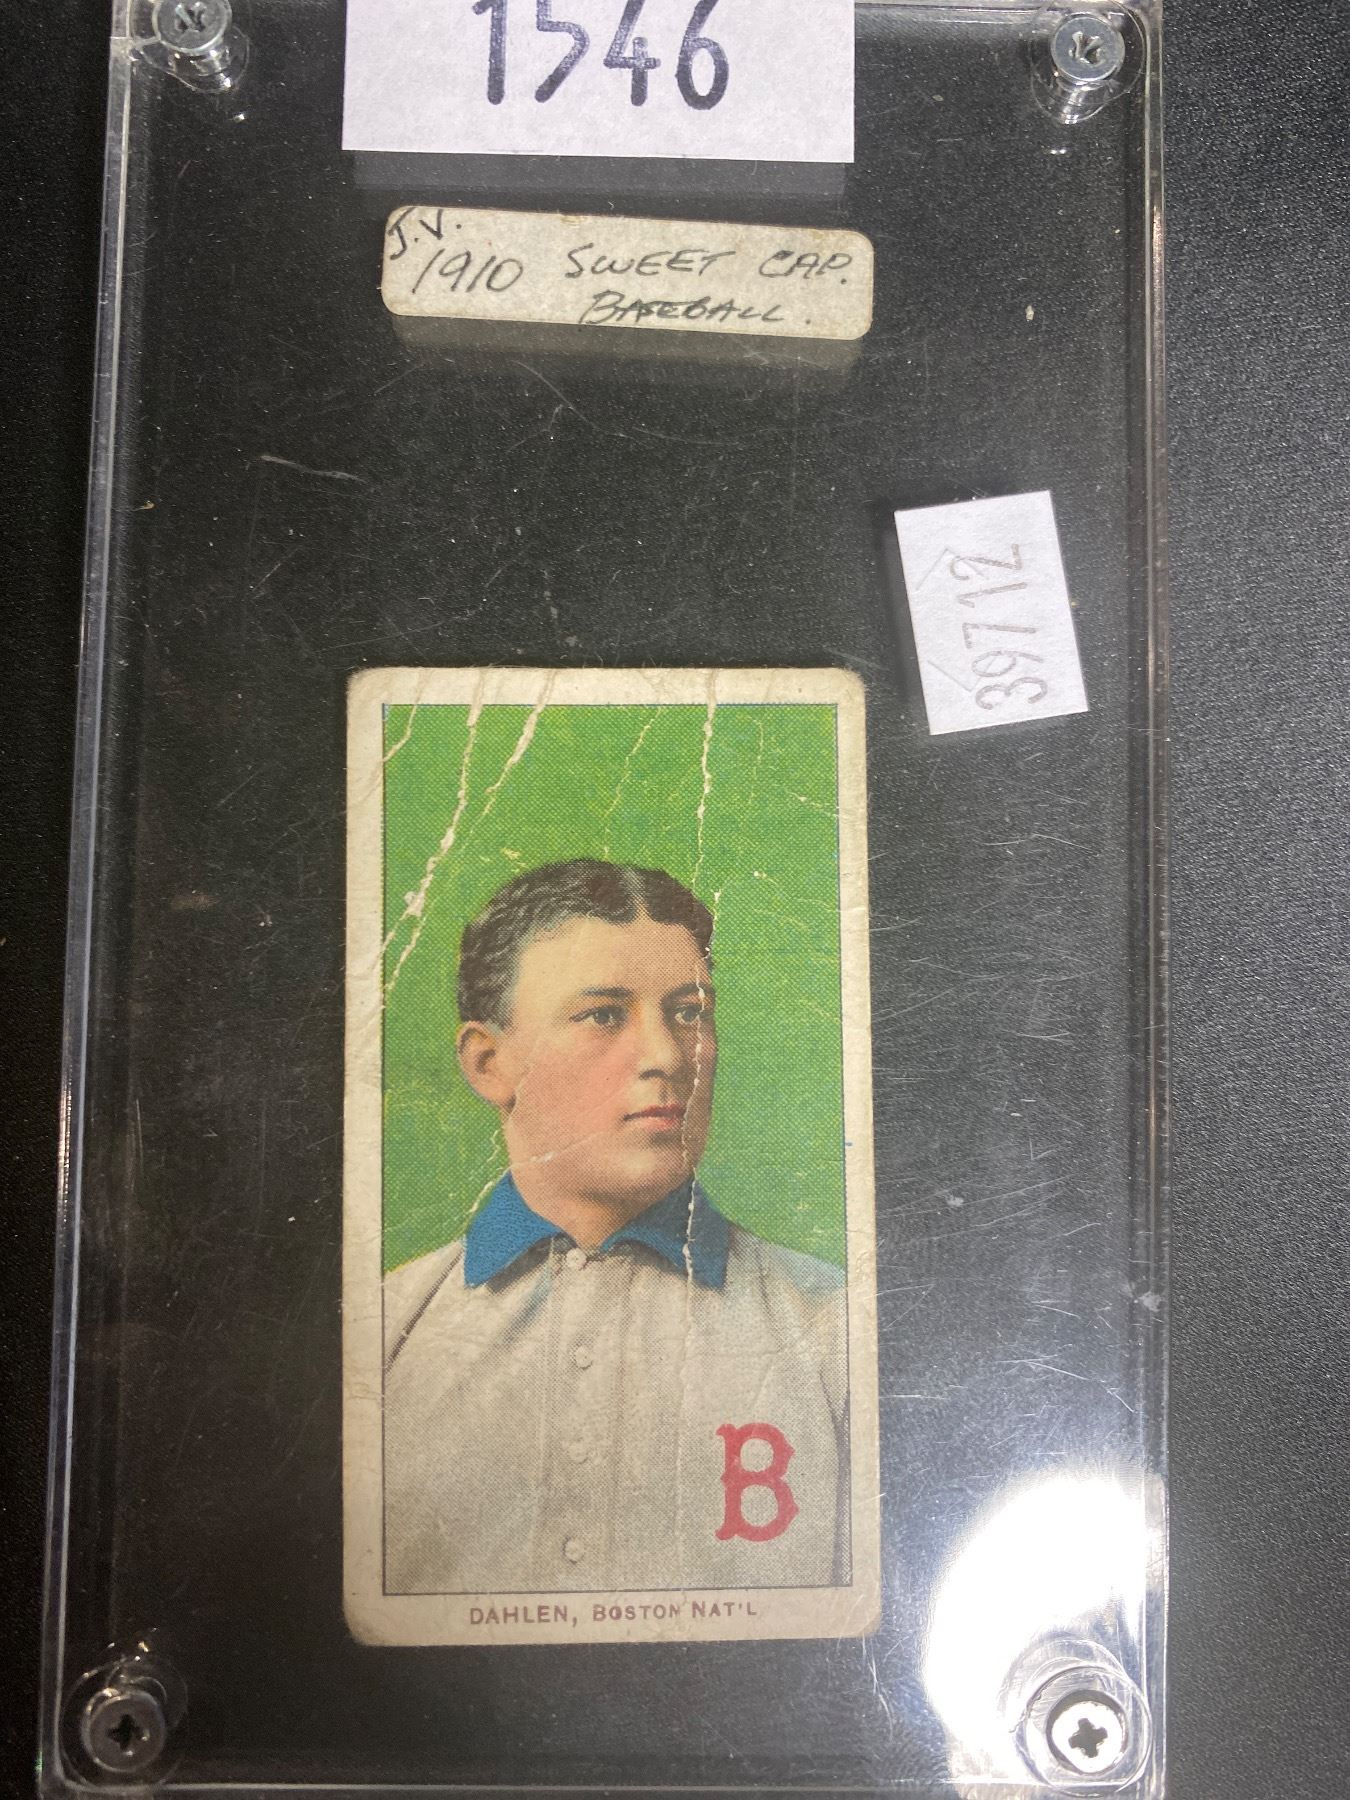 1546
J.V.
1910 SWEET CAP.
BASEBALL.
39712
B
DAHLEN, BOSTON NAT'L